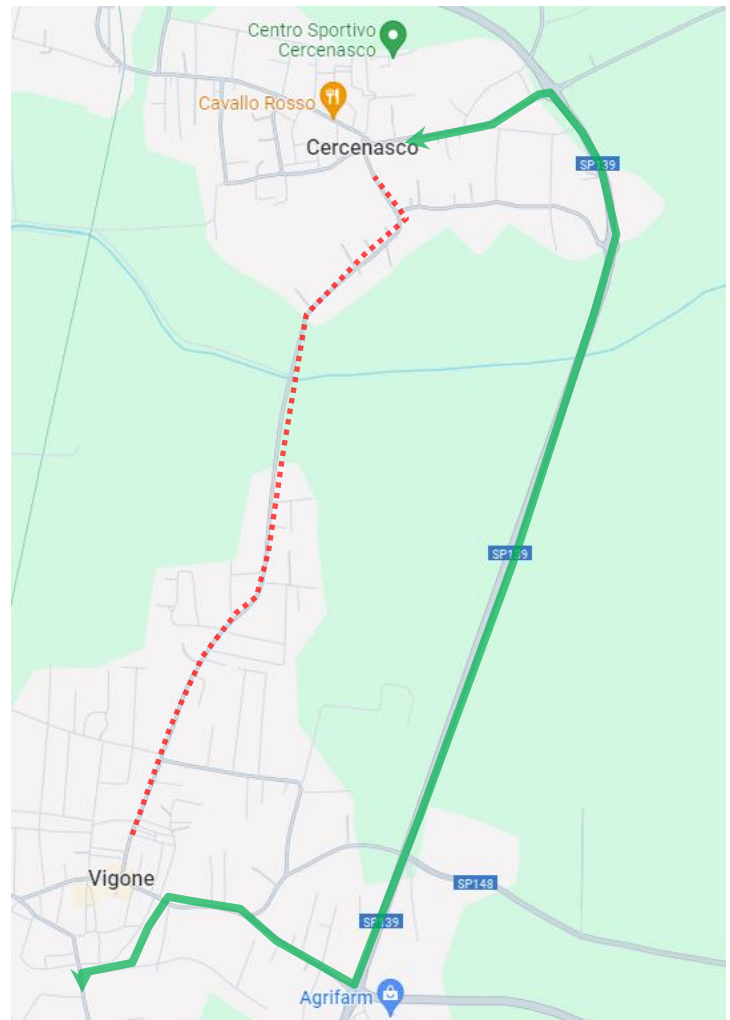 Centro Sportivo
Cercenasco
Cavallo Rosso
Cercenasco
SP139
SP139
Vigone
SP148
SP139
Agrifarm